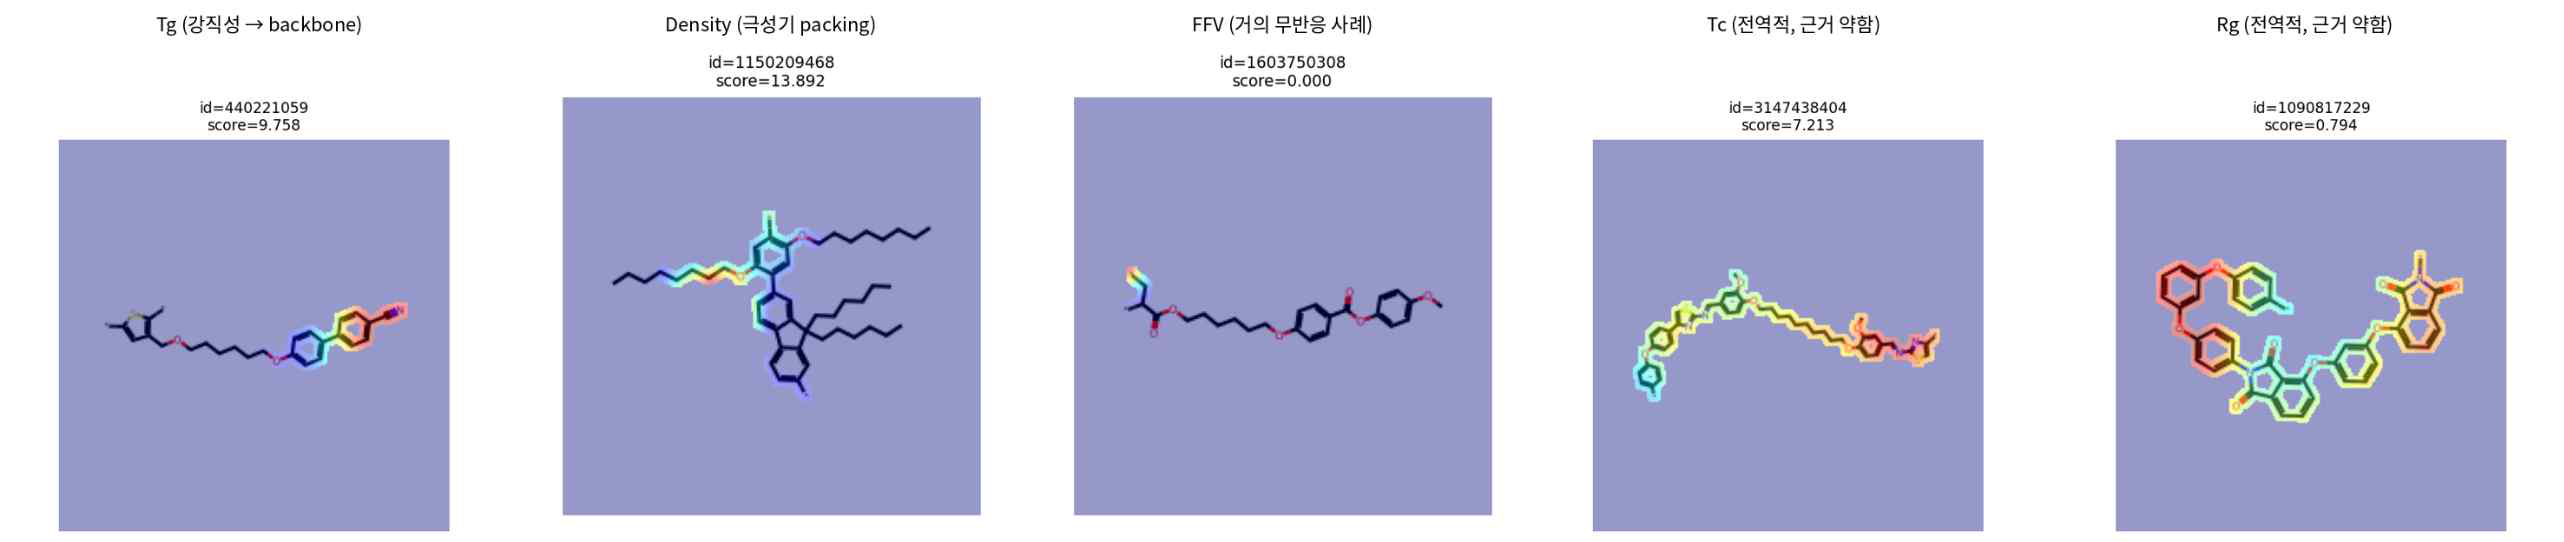 Tg (강직성 → backbone)
id=440221059
score=9.758
Density (극성기 packing)
id=1150209468
score=13.892
FFV (거의 무반응 사례)
id=1603750308
score=0.000
Tc (전역적, 근거 약함)
id=3147438404
score=7.213
Rg (전역적, 근거 약함)
id=1090817229
score=0.794